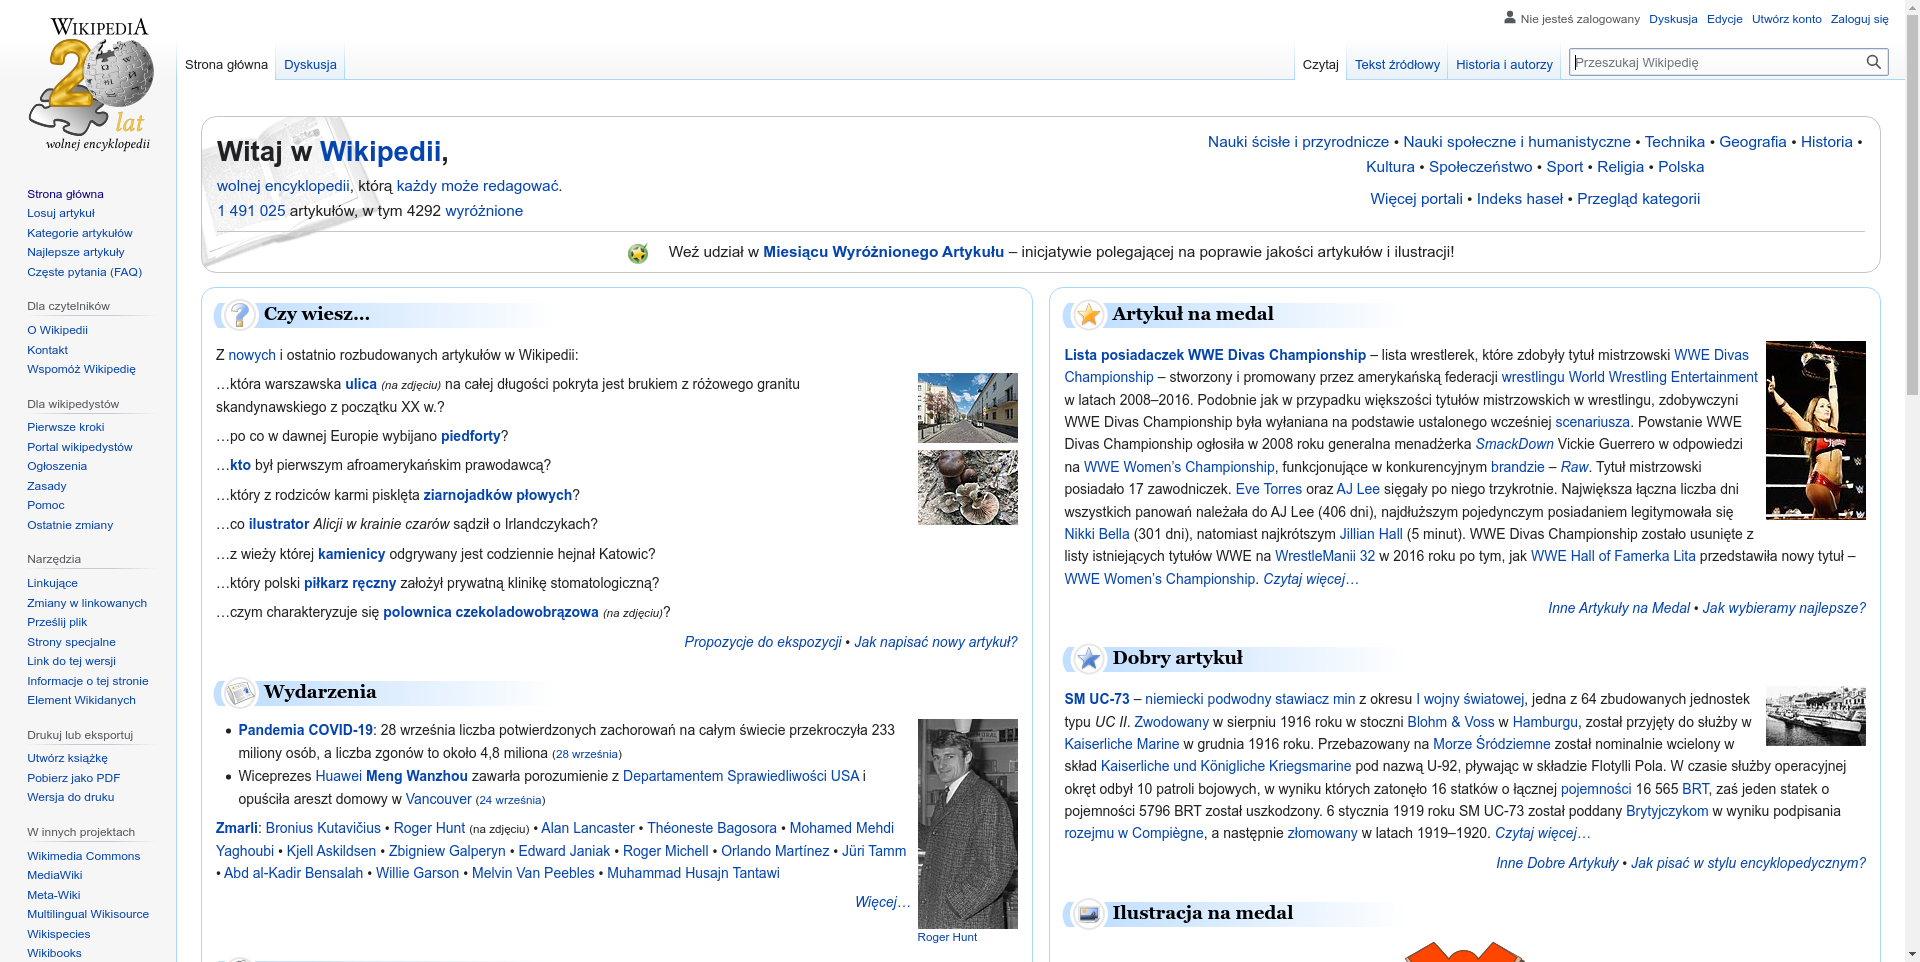 WIKIPEDIA
20
lat
wolnej encyklopedii
Nie jesteś zalogowany Dyskusja Edycje Utwórz konto Zaloguj się
Strona główna Dyskusja
Czytaj Tekst źródłowy Historia i autorzy Przeszukaj Wikipedię
Strona główna
Losuj artykuł
Kategorie artykułów
Najlepsze artykuły
Częste pytania (FAQ)
Dla czytelników
O Wikipedii
Kontakt
Wspomóż Wikipedię
Dla wikipedystów
Pierwsze kroki
Portal wikipedystów
Ogłoszenia
Zasady
Pomoc
Ostatnie zmiany
Narzędzia
Linkujące
Zmiany w linkowanych
Prześlij plik
Strony specjalne
Link do tej wersji
Informacje o tej stronie
Element Wikidanych
Drukuj lub eksportuj
Utwórz książkę
Pobierz jako PDF
Wersja do druku
W innych projektach
Wikimedia Commons
MediaWiki
Meta-Wiki
Multilingual Wikisource
Wikispecies
Wikibooks
Witaj w Wikipedii,
wolnej encyklopedii, którą każdy może redagować.
1 491 025 artykułów, w tym 4292 wyróżnione
Nauki ścisłe i przyrodnicze • Nauki społeczne i humanistyczne • Technika • Geografia • Historia •
Kultura • Społeczeństwo • Sport • Religia • Polska
Więcej portali • Indeks haseł • Przegląd kategorii
Weź udział w Miesiącu Wyróżnionego Artykułu – inicjatywie polegającej na poprawie jakości artykułów i ilustracji!
Czy wiesz…
Z nowych i ostatnio rozbudowanych artykułów w Wikipedii:
…która warszawska ulica (na zdjęciu) na całej długości pokryta jest brukiem z różowego granitu
skandynawskiego z początku XX w.?
…po co w dawnej Europie wybijano piedforty?
…kto był pierwszym afroamerykańskim prawodawcą?
…który z rodziców karmi pisklęta ziarnojadków płowych?
…co ilustrator Alicji w krainie czarów sądził o Irlandczykach?
…z wieży której kamienicy odgrywany jest codziennie hejnał Katowic?
…który polski piłkarz ręczny założył prywatną klinikę stomatologiczną?
…czym charakteryzuje się polownica czekoladowobrązowa (na zdjęciu)?
Propozycje do ekspozycji • Jak napisać nowy artykuł?
Wydarzenia
• Pandemia COVID-19: 28 września liczba potwierdzonych zachorowań na całym świecie przekroczyła 233
miliony osób, a liczba zgonów to około 4,8 miliona (28 września)
• Wiceprezes Huawei Meng Wanzhou zawarła porozumienie z Departamentem Sprawiedliwości USA i
opuściła areszt domowy w Vancouver (24 września)
Zmarli: Bronius Kutavičius • Roger Hunt (na zdjęciu) • Alan Lancaster • Théoneste Bagosora • Mohamed Mehdi
Yaghoubi • Kjell Askildsen • Zbigniew Galperyn • Edward Janiak • Roger Michell • Orlando Martínez • Jüri Tamm
• Abd al-Kadir Bensalah • Willie Garson • Melvin Van Peebles • Muhammad Husajn Tantawi
Więcej…
Roger Hunt
Artykuł na medal
Lista posiadaczek WWE Divas Championship – lista wrestlerek, które zdobyły tytuł mistrzowski WWE Divas
Championship – stworzony i promowany przez amerykańską federacji wrestlingu World Wrestling Entertainment
w latach 2008–2016. Podobnie jak w przypadku większości tytułów mistrzowskich w wrestlingu, zdobywczyni
WWE Divas Championship była wyłaniana na podstawie ustalonego wcześniej scenariusza. Powstanie WWE
Divas Championship ogłosiła w 2008 roku generalna menadżerka SmackDown Vickie Guerrero w odpowiedzi
na WWE Women's Championship, funkcjonujące w konkurencyjnym brandzie – Raw. Tytuł mistrzowski
posiadało 17 zawodniczek. Eve Torres oraz AJ Lee sięgały po niego trzykrotnie. Największa łączna liczba dni
wszystkich panowań należała do AJ Lee (406 dni), najdłuższym pojedynczym posiadaniem legitymowała się
Nikki Bella (301 dni), natomiast najkrótszym Jillian Hall (5 minut). WWE Divas Championship zostało usunięte z
listy istniejących tytułów WWE na WrestleManii 32 w 2016 roku po tym, jak WWE Hall of Famerka Lita przedstawiła nowy tytuł –
WWE Women's Championship. Czytaj więcej…
Inne Artykuły na Medal • Jak wybieramy najlepsze?
Dobry artykuł
SM UC-73 – niemiecki podwodny stawiacz min z okresu I wojny światowej, jedna z 64 zbudowanych jednostek
typu UC II. Zwodowany w sierpniu 1916 roku w stoczni Blohm & Voss w Hamburgu, został przyjęty do służby w
Kaiserliche Marine w grudnia 1916 roku. Przebazowany na Morze Śródziemne został nominalnie wcielony w
skład Kaiserliche und Königliche Kriegsmarine pod nazwą U-92, pływając w składzie Flotylli Pola. W czasie służby operacyjnej
okręt odbył 10 patroli bojowych, w wyniku których zatonęło 16 statków o łącznej pojemności 16 565 BRT, zaś jeden statek o
pojemności 5796 BRT został uszkodzony. 6 stycznia 1919 roku SM UC-73 został poddany Brytyjczykom w wyniku podpisania
rozejmu w Compiègne, a następnie złomowany w latach 1919–1920. Czytaj więcej…
Inne Dobre Artykuły • Jak pisać w stylu encyklopedycznym?
Ilustracja na medal